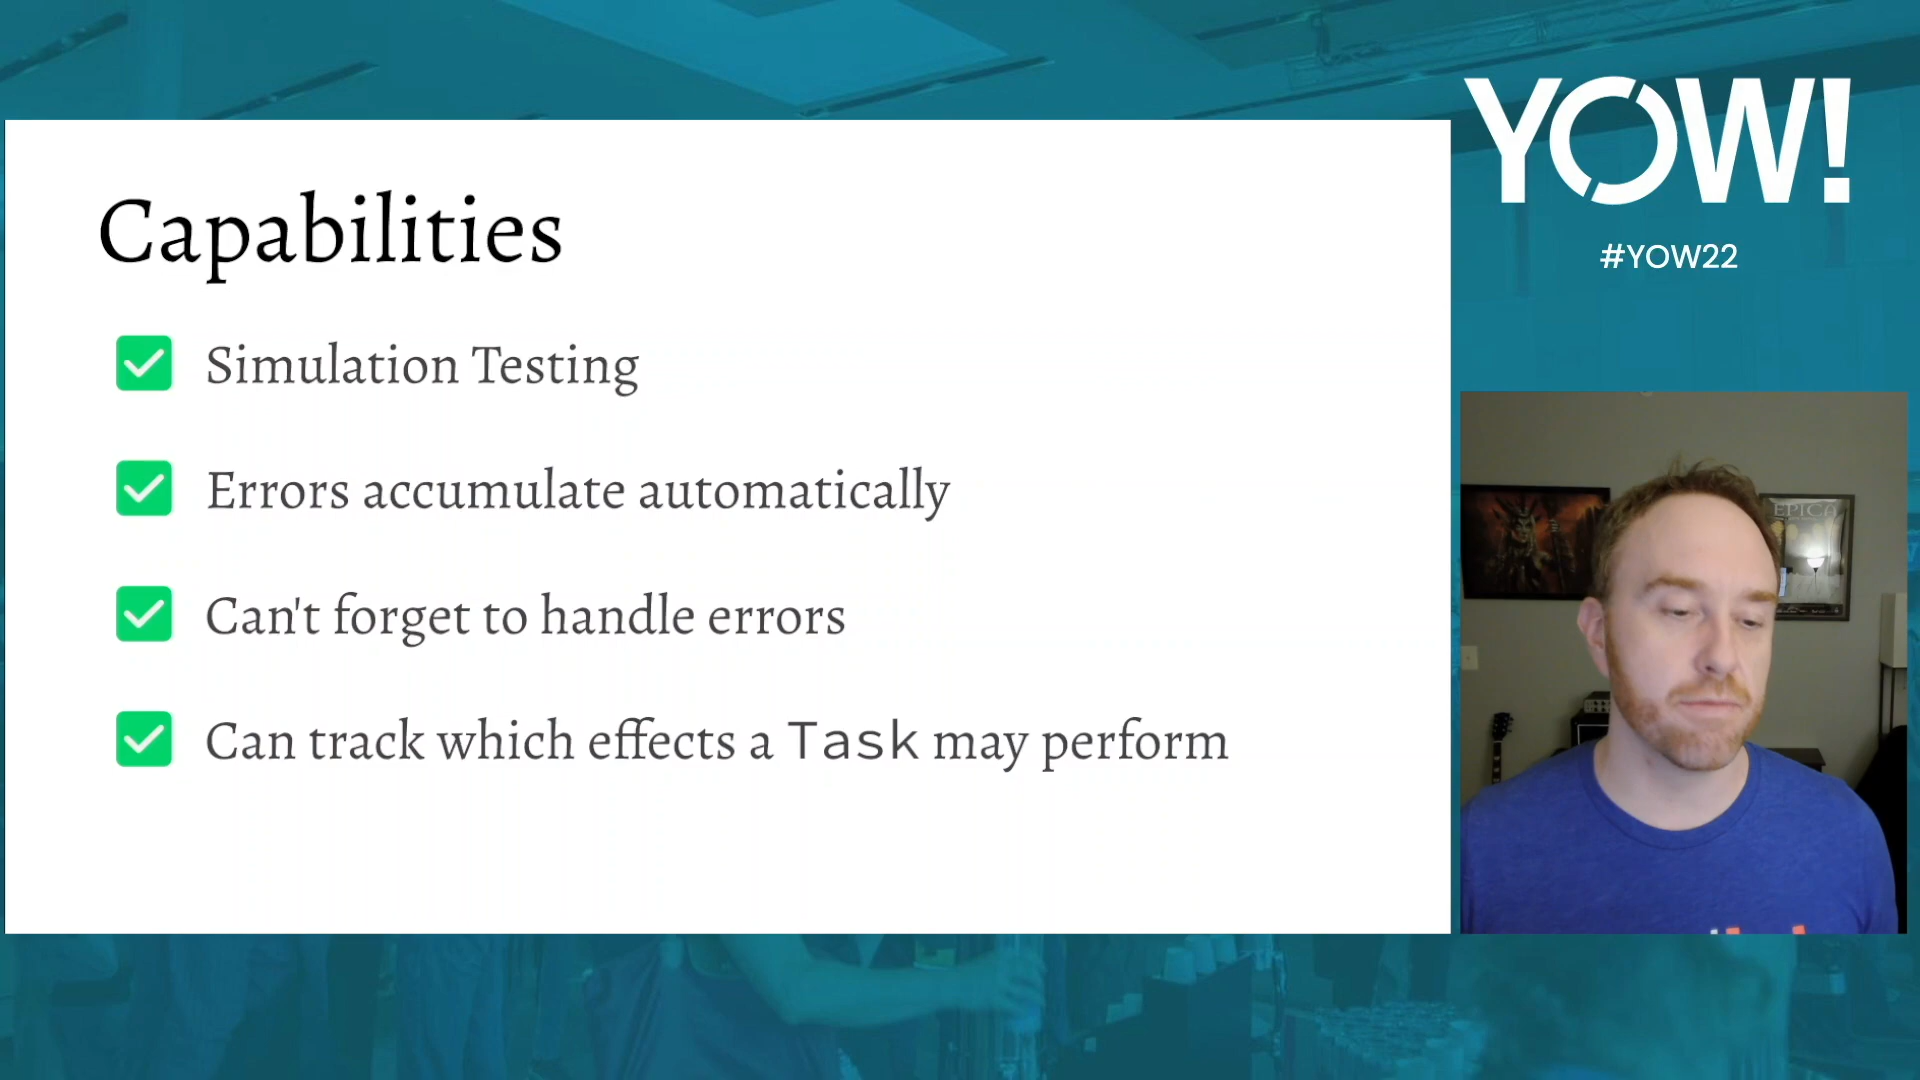 YOW!
#YOW22
Capabilities
Simulation Testing
Errors accumulate automatically
Can't forget to handle errors
Can track which effects a Task may perform
EPICA